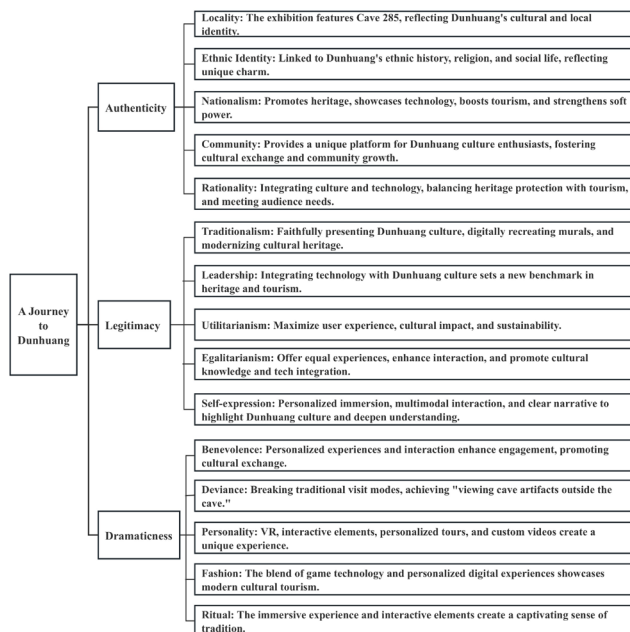 A Journey
to
Dunhuang
Authenticity
Locality: The exhibition features Cave 285, reflecting Dunhuang's cultural and local
identity.
Ethnic Identity: Linked to Dunhuang's ethnic history, religion, and social life, reflecting
unique charm.
Nationalism: Promotes heritage, showcases technology, boosts tourism, and strengthens soft
power.
Community: Provides a unique platform for Dunhuang culture enthusiasts, fostering
cultural exchange and community growth.
Rationality: Integrating culture and technology, balancing heritage protection with tourism,
and meeting audience needs.
Legitimacy
Traditionalism: Faithfully presenting Dunhuang culture, digitally recreating murals, and
modernizing cultural heritage.
Leadership: Integrating technology with Dunhuang culture sets a new benchmark in
heritage and tourism.
Utilitarianism: Maximize user experience, cultural impact, and sustainability.
Egalitarianism: Offer equal experiences, enhance interaction, and promote cultural
knowledge and tech integration.
Self-expression: Personalized immersion, multimodal interaction, and clear narrative to
highlight Dunhuang culture and deepen understanding.
Dramaticness
Benevolence: Personalized experiences and interaction enhance engagement, promoting
cultural exchange.
Deviance: Breaking traditional visit modes, achieving "viewing cave artifacts outside the
cave."
Personality: VR, interactive elements, personalized tours, and custom videos create a
unique experience.
Fashion: The blend of game technology and personalized digital experiences showcases
modern cultural tourism.
Ritual: The immersive experience and interactive elements create a captivating sense of
tradition.